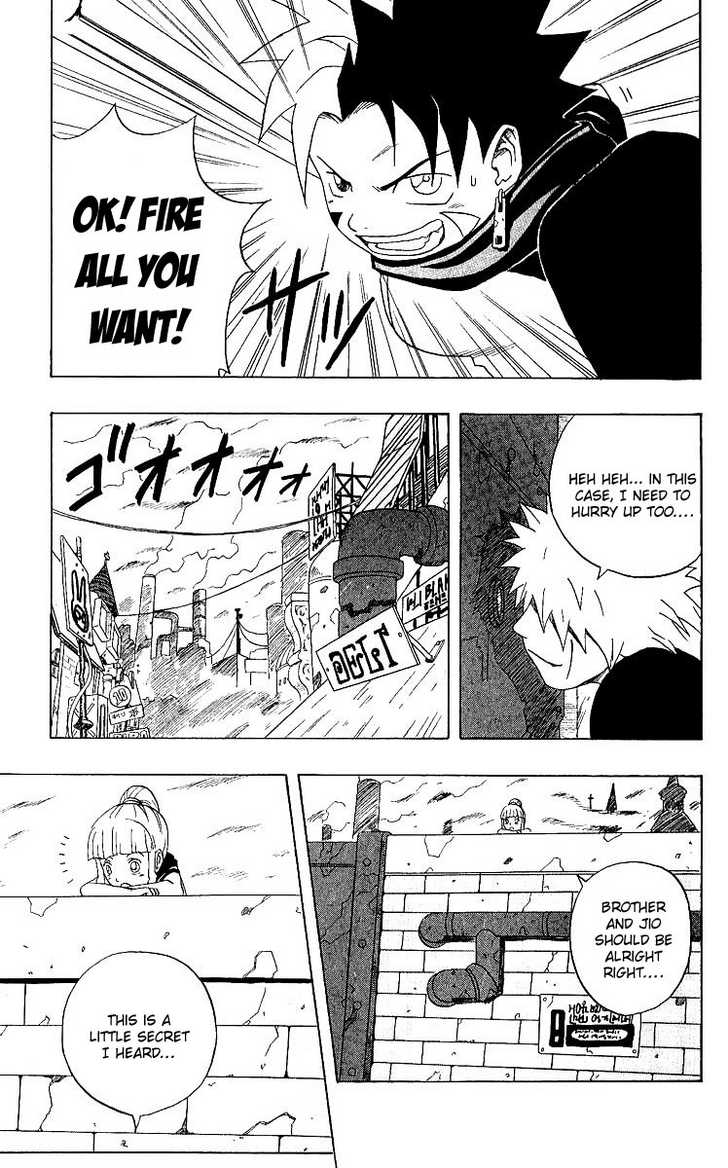 OK! FIRE
ALL YOU
WANT!
ザッ
HEH HEH... IN THIS
CASE, I NEED TO
HURRY UP TOO....
ゴオオオォォ
BROTHER
AND JIO
SHOULD BE
ALRIGHT
RIGHT....
THIS IS A
LITTLE SECRET
I HEARD...